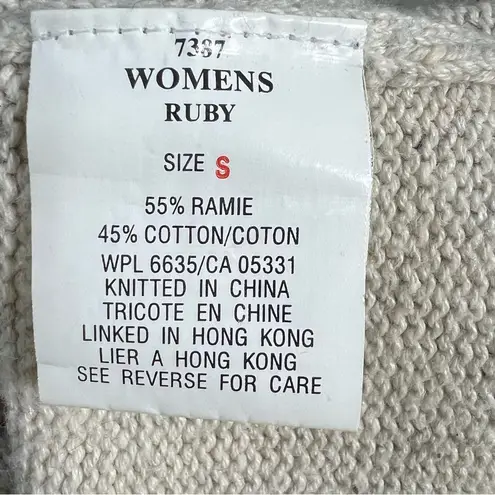 7387
WOMENS
RUBY
SIZE S
55% RAMIE
45% COTTON/COTON
WPL 6635/CA 05331
KNITTED IN CHINA
TRICOTE EN CHINE
LINKED IN HONG KONG
LIER A HONG KONG
SEE REVERSE FOR CARE